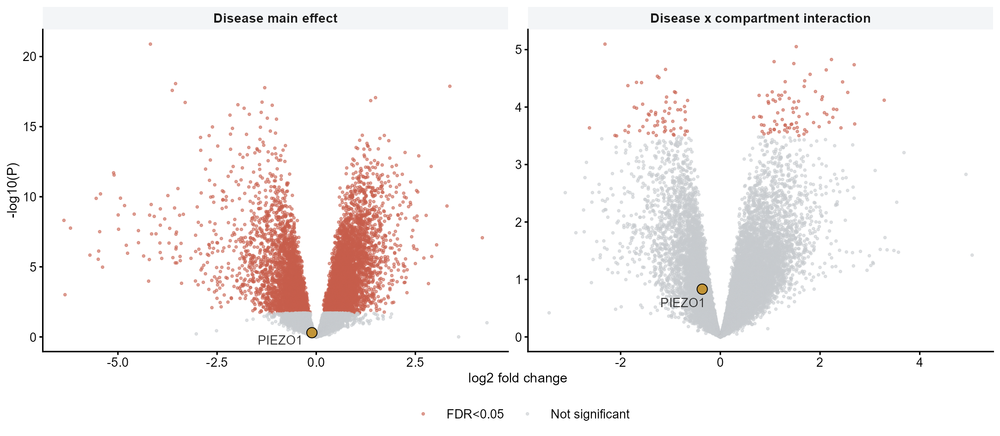 Disease main effect
Disease x compartment interaction
-log10(P)
20
15
10
5
0
PIEZO1
-5.0
-2.5
0.0
2.5
5
4
3
2
1
0
PIEZO1
-2
0
2
4
log2 fold change
FDR<0.05
Not significant